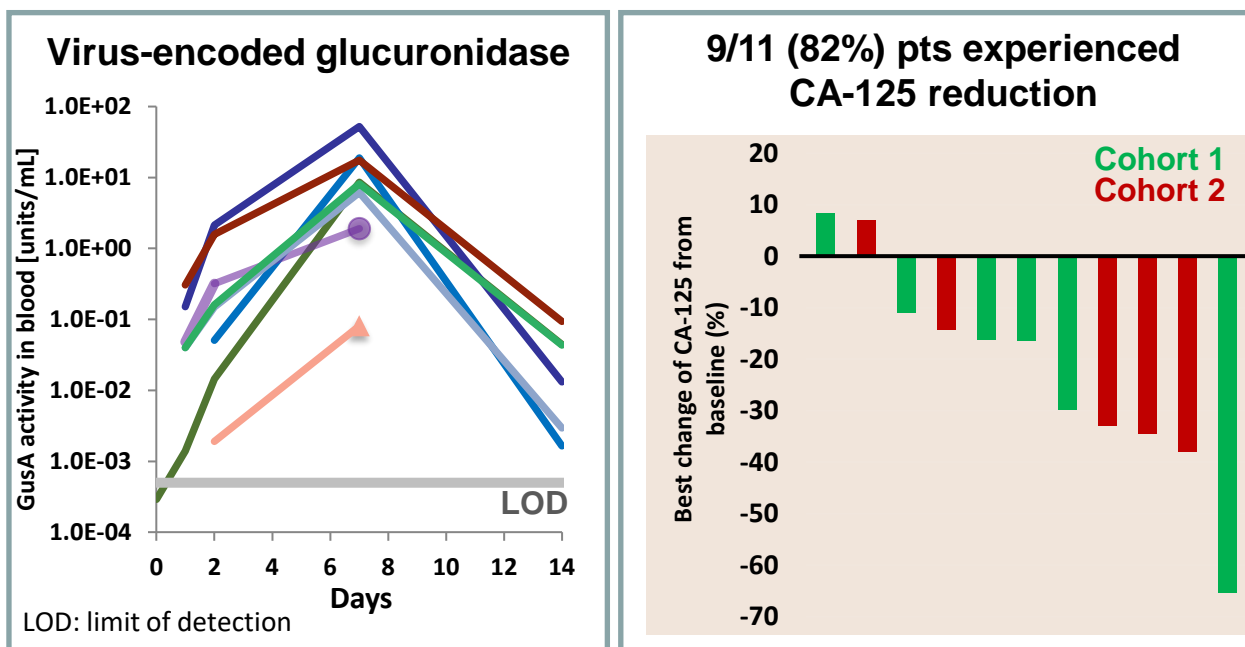 Virus-encoded glucuronidase
GusA activity in blood [units/mL]
1.0E+02
1.0E+01
1.0E+00
1.0E-01
1.0E-02
1.0E-03
1.0E-04
LOD
0 2 4 6 8 10 12 14
Days
LOD: limit of detection
9/11 (82%) pts experienced
CA-125 reduction
Cohort 1
Cohort 2
Best change of CA-125 from
baseline (%)
20
10
0
-10
-20
-30
-40
-50
-60
-70